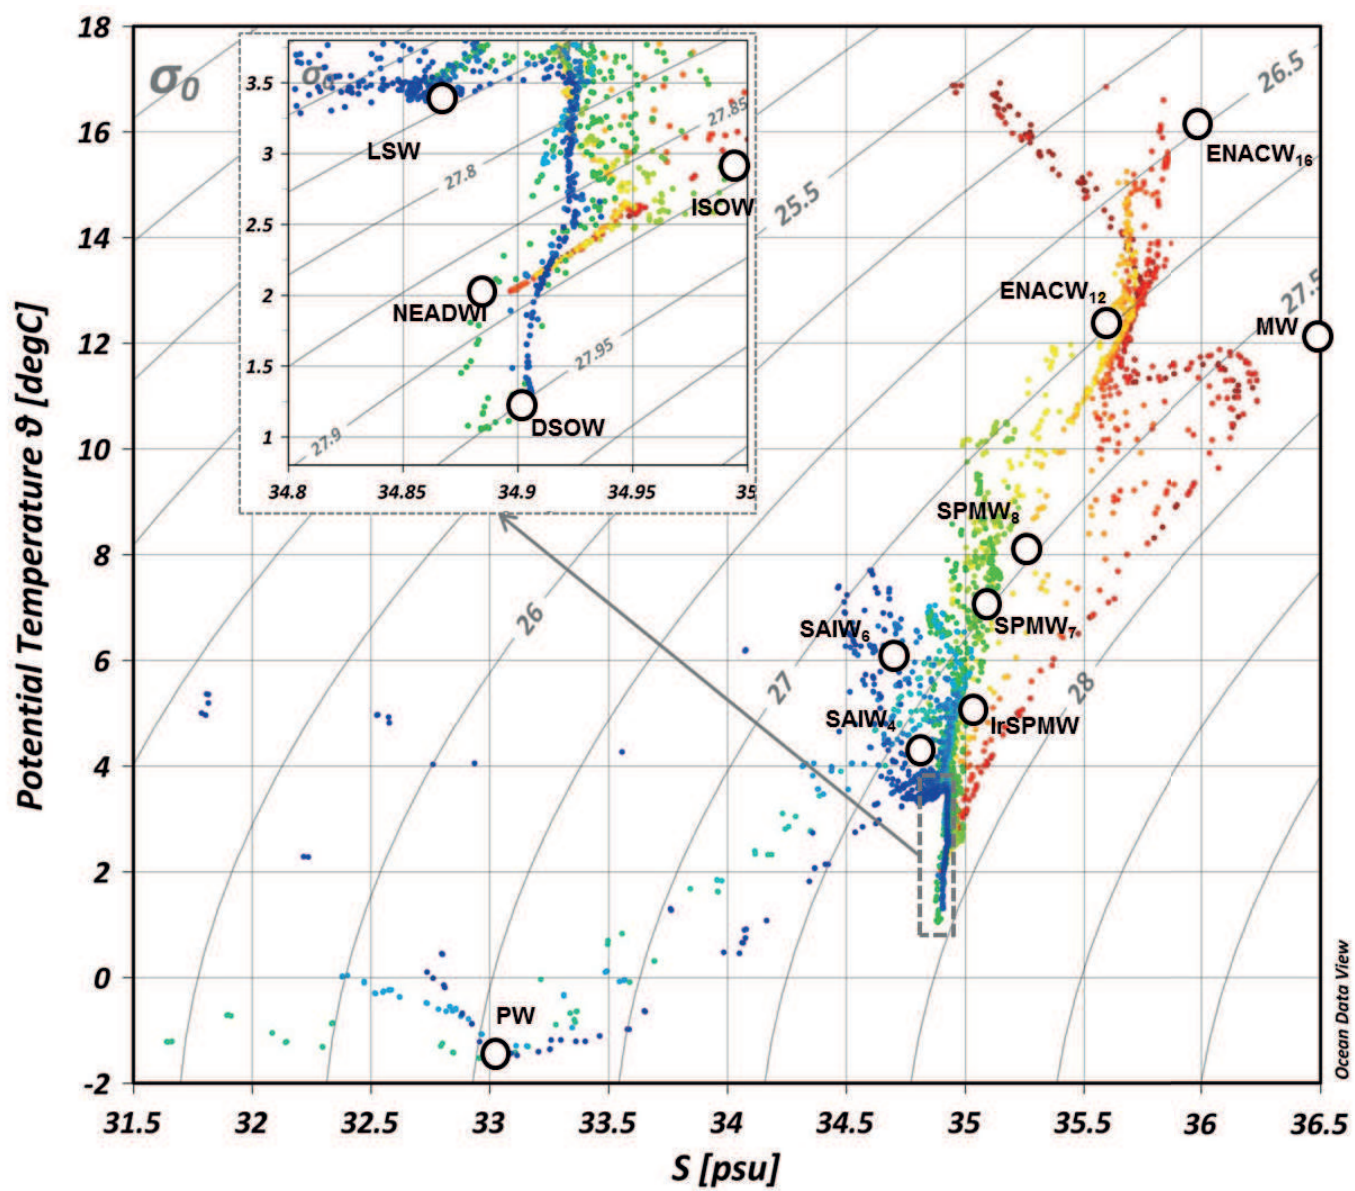 18
16
14
12
10
8
6
4
2
0
-2
Potential Temperature ϑ [degC]
σ0
3.5
3
2.5
2
1.5
1
σ0
27.85
LSW
27.8
ISOW
NEADWI
27.95
DSOW
27.9
34.8 34.85 34.9 34.95 35
26.5
ENACW16
25.5
ENACW12
27.5
MW
SPMW8
26
SPMW7
SAIW6
27
28
SAIW4
IrSPMW
PW
31.5 32 32.5 33 33.5 34 34.5 35 35.5 36 36.5
S [psu]
Ocean Data View